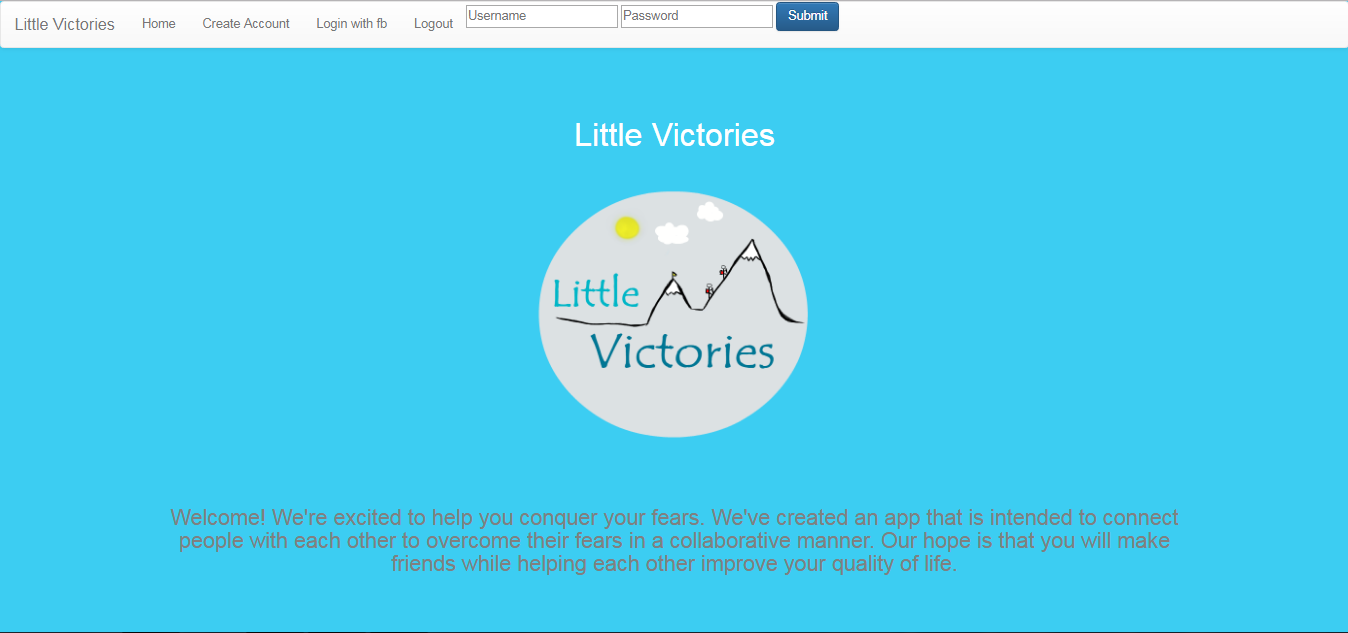 Little Victories Home Create Account Login with fb Logout Username Password Submit
Little Victories
Little
Victories
Welcome! We're excited to help you conquer your fears. We've created an app that is intended to connect
people with each other to overcome their fears in a collaborative manner. Our hope is that you will make
friends while helping each other improve your quality of life.